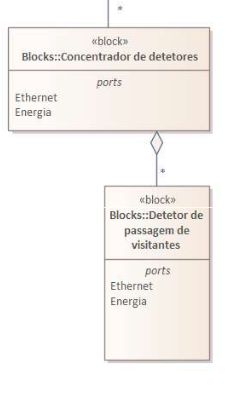 *
«block»
Blocks::Concentrador de detetores
ports
Ethernet
Energia
*
«block»
Blocks::Detetor de
passagem de
visitantes
ports
Ethernet
Energia